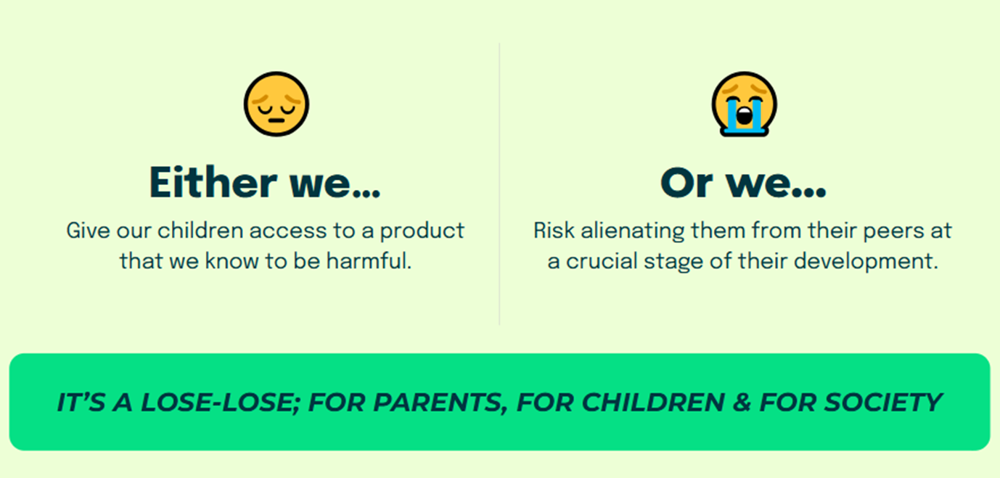 Either we...
Give our children access to a product
that we know to be harmful.
Or we...
Risk alienating them from their peers at
a crucial stage of their development.
IT'S A LOSE-LOSE; FOR PARENTS, FOR CHILDREN & FOR SOCIETY